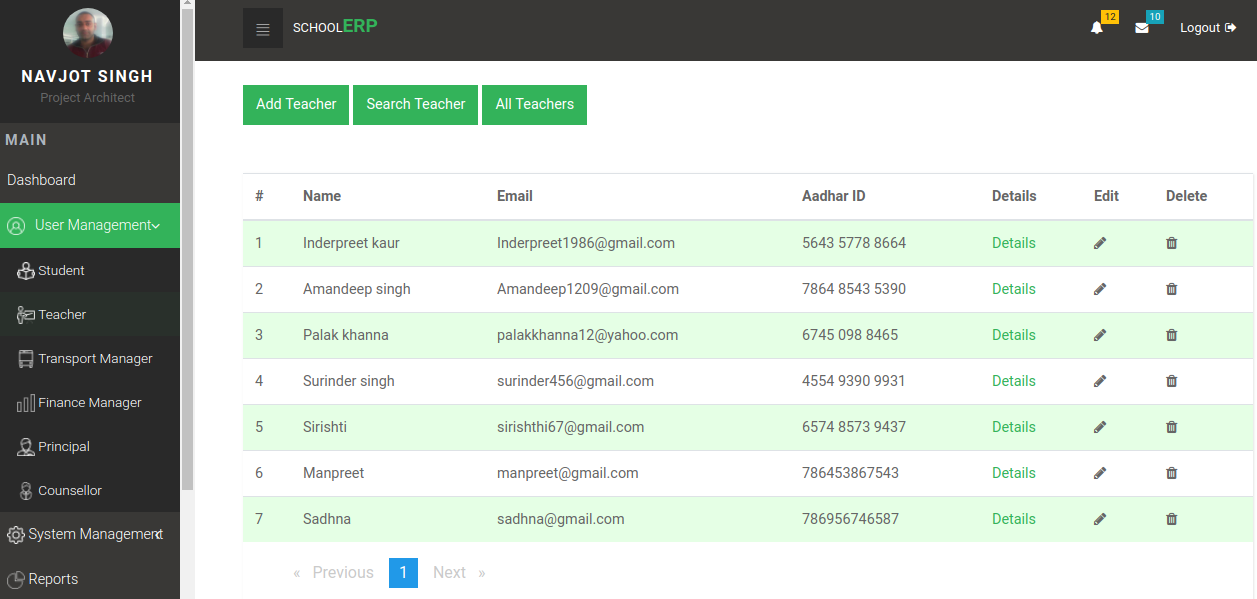 NAVJOT SINGH
Project Architect
MAIN
Dashboard
User Management
Student
Teacher
Transport Manager
Finance Manager
Principal
Counsellor
System Management
Reports
SCHOOLERP
12
10
Logout
Add Teacher Search Teacher All Teachers
# Name Email Aadhar ID Details Edit Delete
1 Inderpreet kaur Inderpreet1986@gmail.com 5643 5778 8664 Details
2 Amandeep singh Amandeep1209@gmail.com 7864 8543 5390 Details
3 Palak khanna palakkhanna12@yahoo.com 6745 098 8465 Details
4 Surinder singh surinder456@gmail.com 4554 9390 9931 Details
5 Sirishti sirishthi67@gmail.com 6574 8573 9437 Details
6 Manpreet manpreet@gmail.com 786453867543 Details
7 Sadhna sadhna@gmail.com 786956746587 Details
« Previous 1 Next »